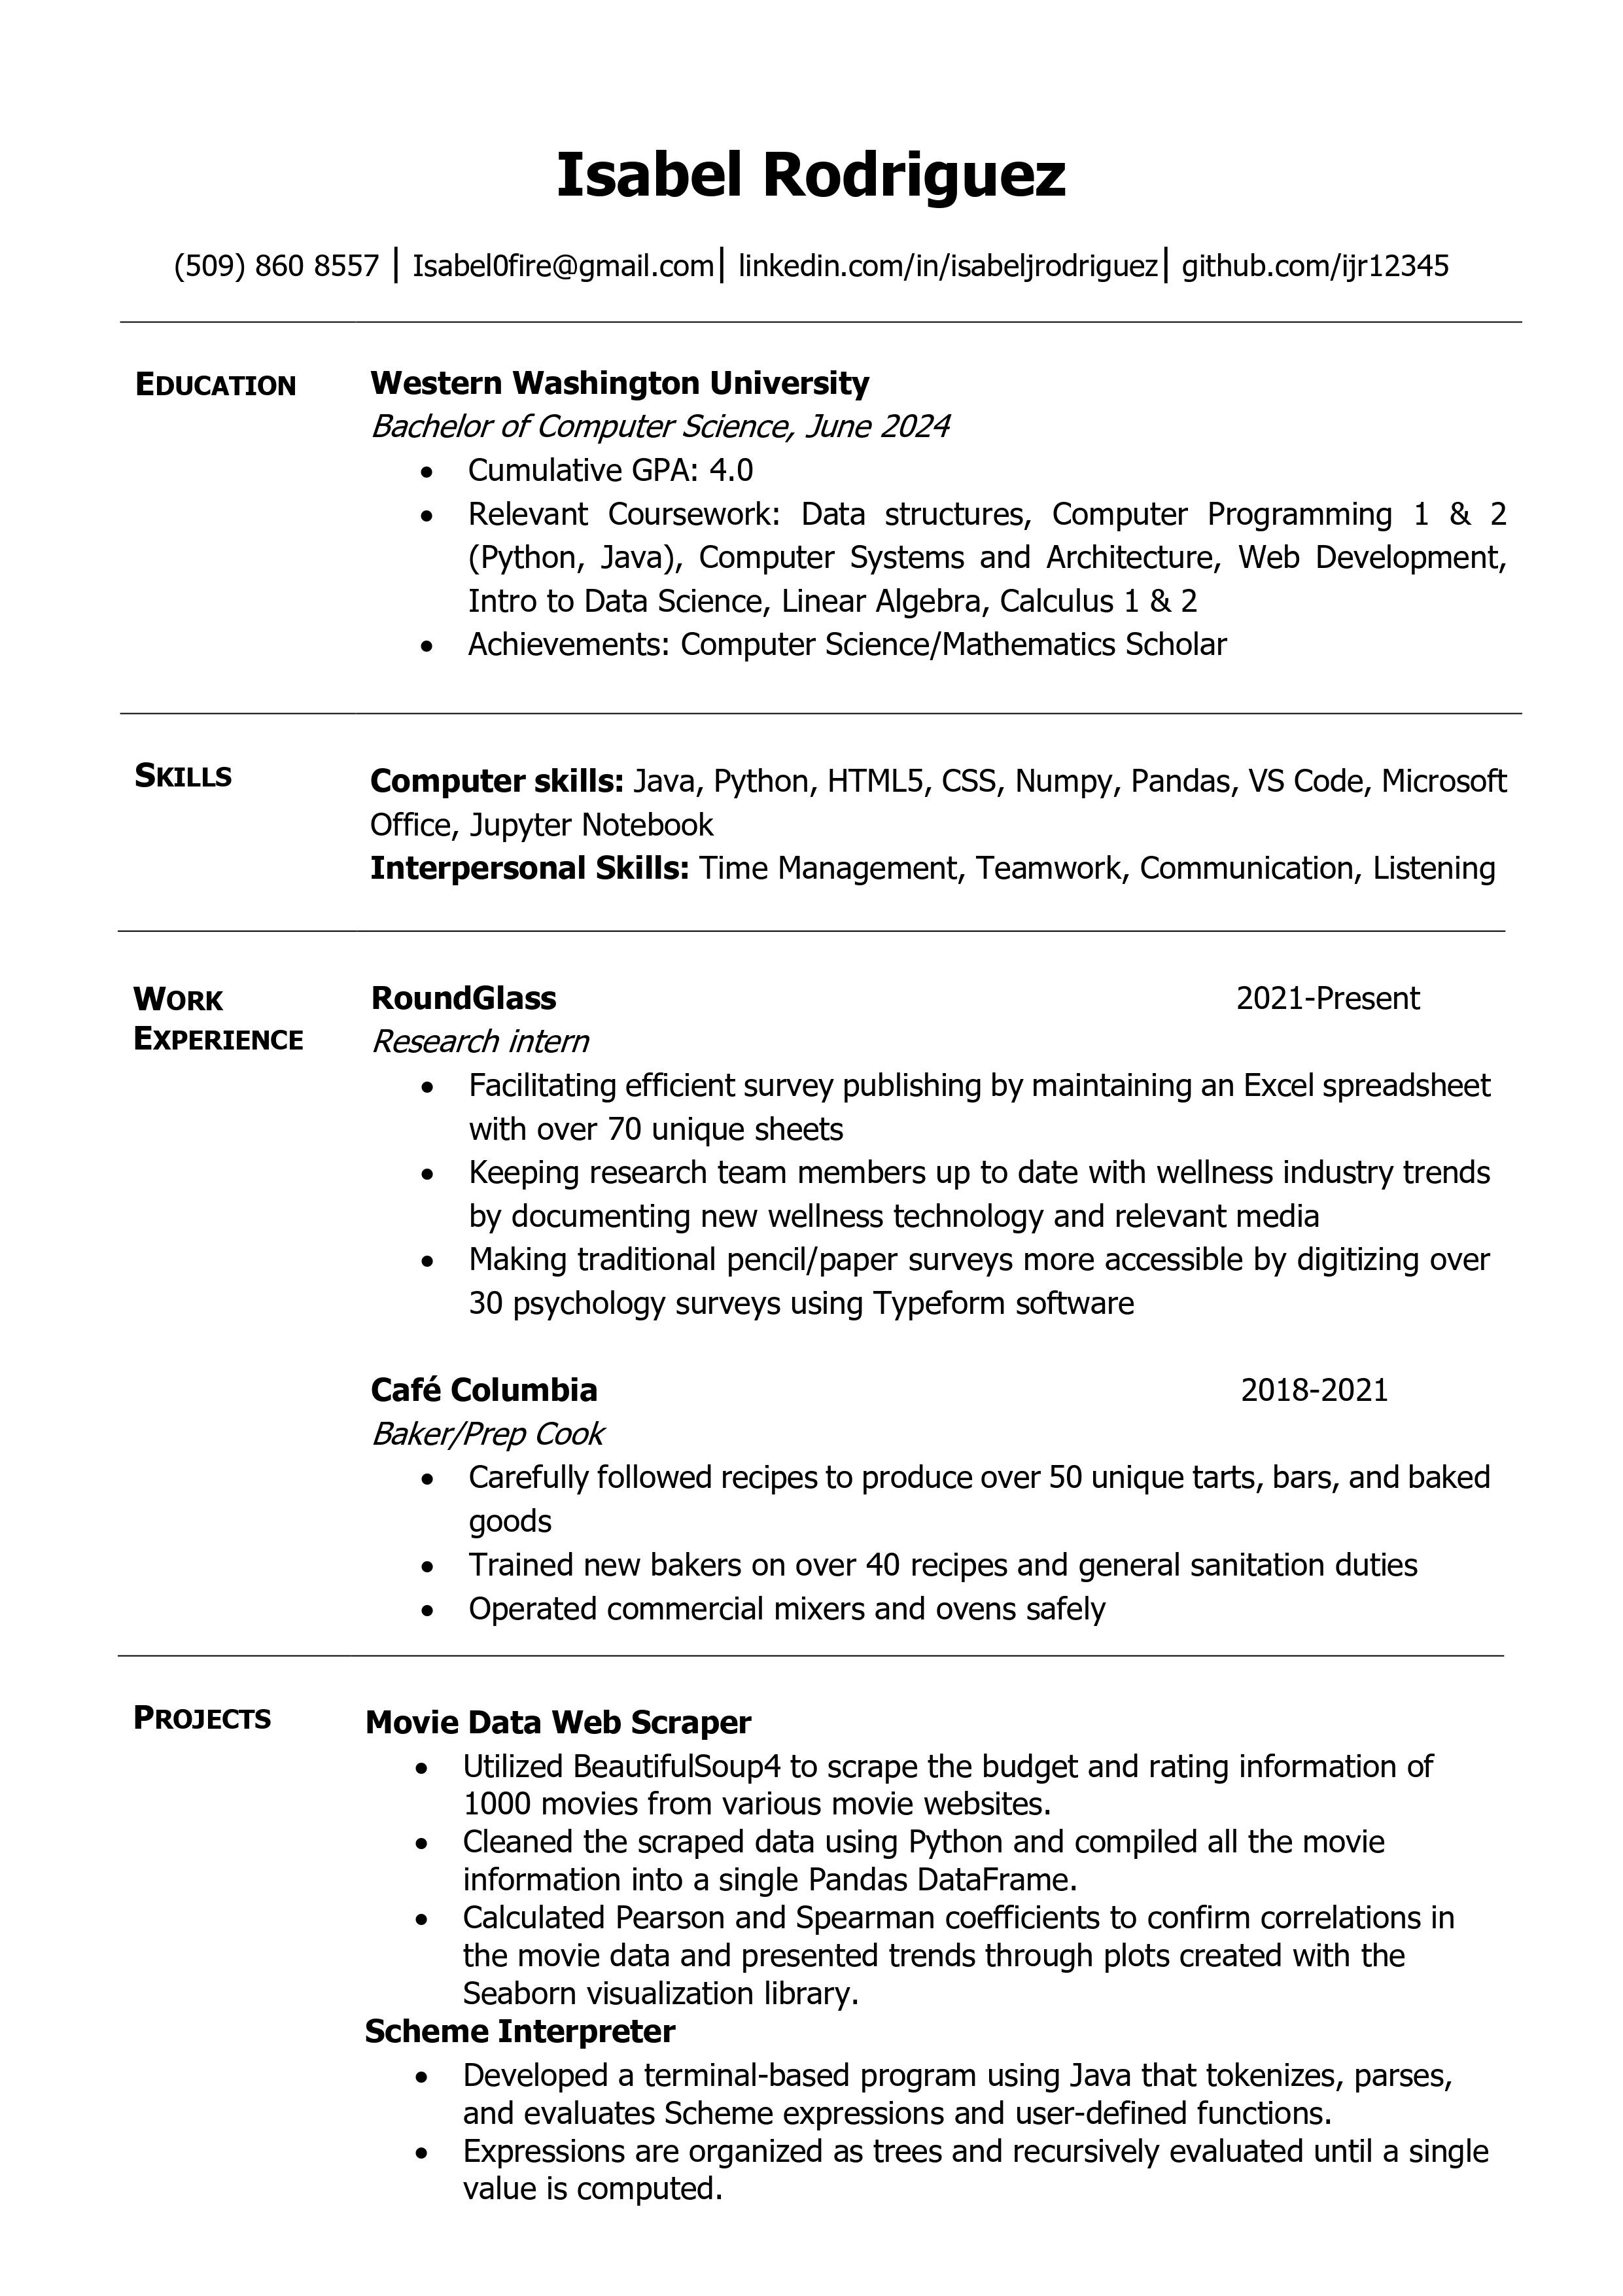 Isabel Rodriguez
(509) 860 8557 | Isabel0fire@gmail.com| linkedin.com/in/isabeljrodriguez| github.com/ijr12345
EDUCATION
Western Washington University
Bachelor of Computer Science, June 2024
• Cumulative GPA: 4.0
• Relevant Coursework: Data structures, Computer Programming 1 & 2
(Python, Java), Computer Systems and Architecture, Web Development,
Intro to Data Science, Linear Algebra, Calculus 1 & 2
• Achievements: Computer Science/Mathematics Scholar
SKILLS
Computer skills: Java, Python, HTML5, CSS, Numpy, Pandas, VS Code, Microsoft
Office, Jupyter Notebook
Interpersonal Skills: Time Management, Teamwork, Communication, Listening
WORK
EXPERIENCE
RoundGlass 2021-Present
Research intern
• Facilitating efficient survey publishing by maintaining an Excel spreadsheet
with over 70 unique sheets
• Keeping research team members up to date with wellness industry trends
by documenting new wellness technology and relevant media
• Making traditional pencil/paper surveys more accessible by digitizing over
30 psychology surveys using Typeform software
Café Columbia 2018-2021
Baker/Prep Cook
• Carefully followed recipes to produce over 50 unique tarts, bars, and baked
goods
• Trained new bakers on over 40 recipes and general sanitation duties
• Operated commercial mixers and ovens safely
PROJECTS
Movie Data Web Scraper
• Utilized BeautifulSoup4 to scrape the budget and rating information of
1000 movies from various movie websites.
• Cleaned the scraped data using Python and compiled all the movie
information into a single Pandas DataFrame.
• Calculated Pearson and Spearman coefficients to confirm correlations in
the movie data and presented trends through plots created with the
Seaborn visualization library.
Scheme Interpreter
• Developed a terminal-based program using Java that tokenizes, parses,
and evaluates Scheme expressions and user-defined functions.
• Expressions are organized as trees and recursively evaluated until a single
value is computed.